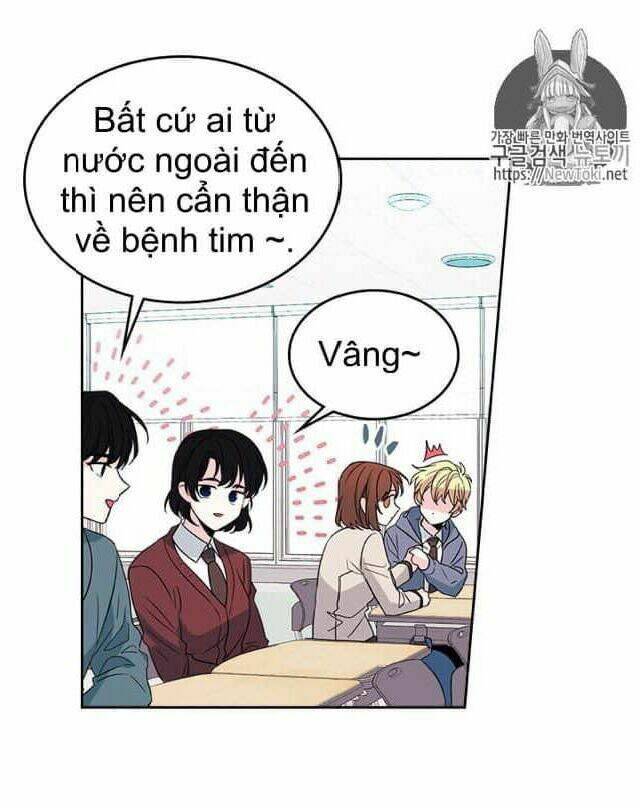 가장 빠른 만화 번역사이트
구글검색 뉴토끼
https://NewToki.net
Bất cứ ai từ
nước ngoài đến
thì nên cẩn thận
về bệnh tim ~.
Vâng~